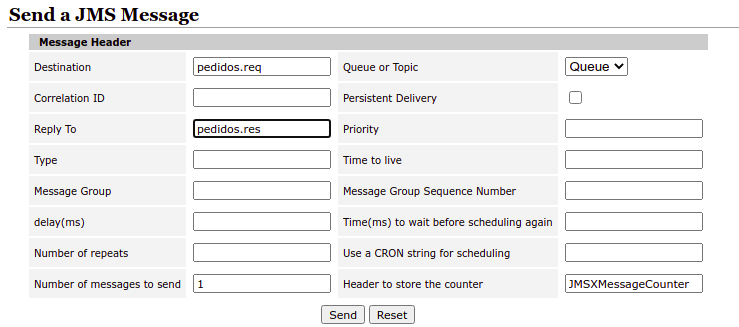 Send a JMS Message
Message Header
Destination pedidos.req Queue or Topic Queue
Correlation ID Persistent Delivery
Reply To pedidos.res Priority
Type Time to live
Message Group Message Group Sequence Number
delay(ms) Time(ms) to wait before scheduling again
Number of repeats Use a CRON string for scheduling
Number of messages to send 1 Header to store the counter JMSXMessageCounter
Send Reset